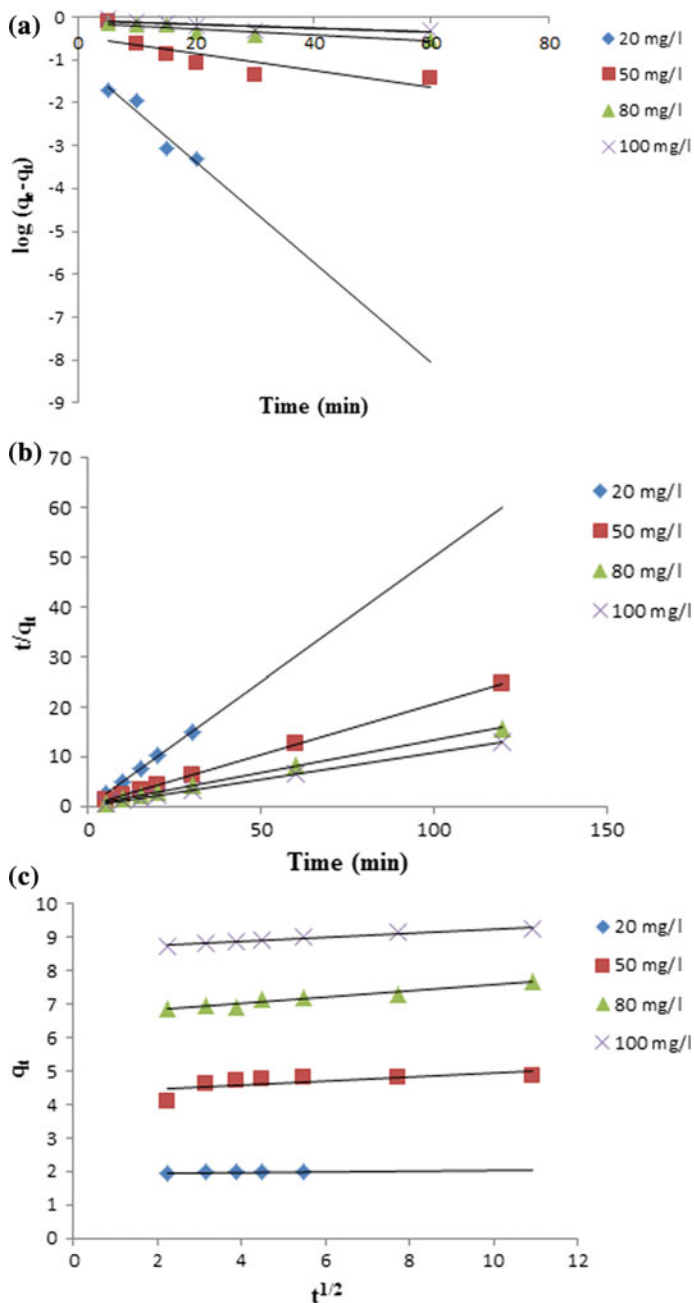 (a)
0
0
20
40
60
80
-1
-2
-3
-4
-5
-6
-7
-8
-9
log (qe-qt)
Time (min)
20 mg/l
50 mg/l
80 mg/l
100 mg/l
(b)
70
60
50
40
30
20
10
0
0
50
100
150
t/qt
Time (min)
20 mg/l
50 mg/l
80 mg/l
100 mg/l
(c)
10
9
8
7
6
5
4
3
2
1
0
0
2
4
6
8
10
12
qt
t1/2
20 mg/l
50 mg/l
80 mg/l
100 mg/l